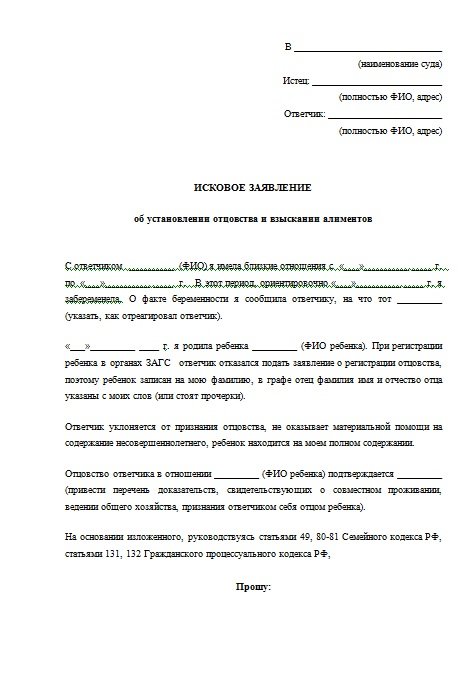 В ____________________________
(наименование суда)
Истец: _________________________
(полностью ФИО, адрес)
Ответчик: ______________________
(полностью ФИО, адрес)
ИСКОВОЕ ЗАЯВЛЕНИЕ
об установлении отцовства и взыскании алиментов
С ответчиком __________ (ФИО) я имела близкие отношения с «___»______________ г.
по «___»______________ г. В этот период, ориентировочно «___»______________ г. я
забеременела. О факте беременности я сообщила ответчику, на что тот _________
(указать, как отреагировал ответчик).
«___»_________ ____ г. я родила ребенка _________ (ФИО ребенка). При регистрации
ребенка в органах ЗАГС ответчик отказался подать заявление о регистрации отцовства,
поэтому ребенок записан на мою фамилию, в графе отец фамилия имя и отчество отца
указаны с моих слов (или стоят прочерки).
Ответчик уклоняется от признания отцовства, не оказывает материальной помощи на
содержание несовершеннолетнего, ребенок находится на моем полном содержании.
Отцовство ответчика в отношении _________ (ФИО ребенка) подтверждается _________
(привести перечень доказательств, свидетельствующих о совместном проживании,
ведении общего хозяйства, признания ответчиком себя отцом ребенка).
На основании изложенного, руководствуясь статьями 49, 80-81 Семейного кодекса РФ,
статьями 131, 132 Гражданского процессуального кодекса РФ,
Прошу: